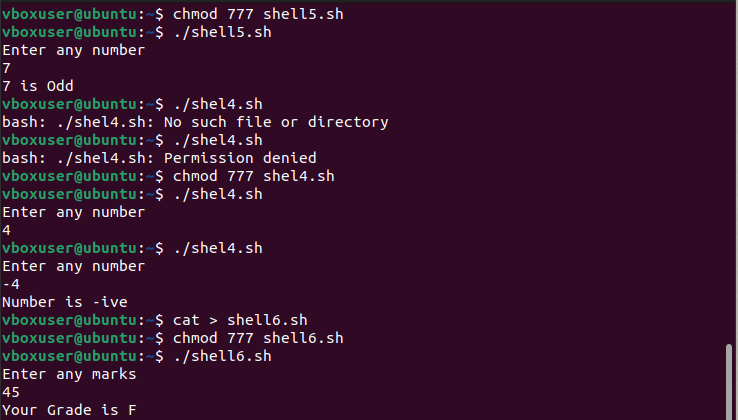 vboxuser@ubuntu:~$ chmod 777 shell5.sh
vboxuser@ubuntu:~$ ./shell5.sh
Enter any number
7
7 is Odd
vboxuser@ubuntu:~$ ./shel4.sh
bash: ./shel4.sh: No such file or directory
vboxuser@ubuntu:~$ ./shel4.sh
bash: ./shel4.sh: Permission denied
vboxuser@ubuntu:~$ chmod 777 shel4.sh
vboxuser@ubuntu:~$ ./shel4.sh
Enter any number
4
vboxuser@ubuntu:~$ ./shel4.sh
Enter any number
-4
Number is -ive
vboxuser@ubuntu:~$ cat > shell6.sh
vboxuser@ubuntu:~$ chmod 777 shell6.sh
vboxuser@ubuntu:~$ ./shell6.sh
Enter any marks
45
Your Grade is F